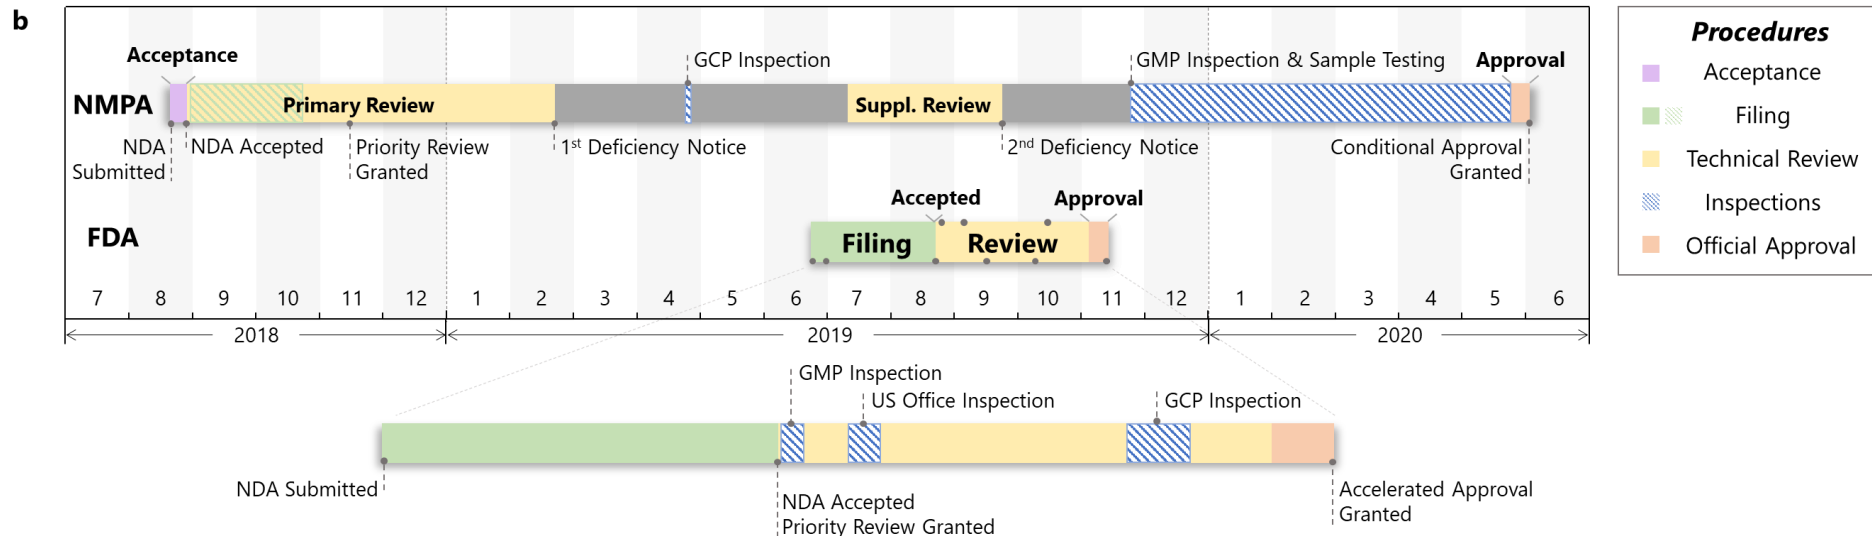 b
Acceptance
GCP Inspection
GMP Inspection & Sample Testing
Approval
NMPA
Primary Review
Suppl. Review
NDA Submitted
NDA Accepted
Priority Review Granted
1st Deficiency Notice
2nd Deficiency Notice
Conditional Approval Granted
Accepted
Approval
FDA
Filing
Review
7 8 9 10 11 12 1 2 3 4 5 6 7 8 9 10 11 12 1 2 3 4 5 6
2018 2019 2020
GMP Inspection
US Office Inspection
GCP Inspection
NDA Submitted
NDA Accepted
Priority Review Granted
Accelerated Approval
Granted
Procedures
Acceptance
Filing
Technical Review
Inspections
Official Approval